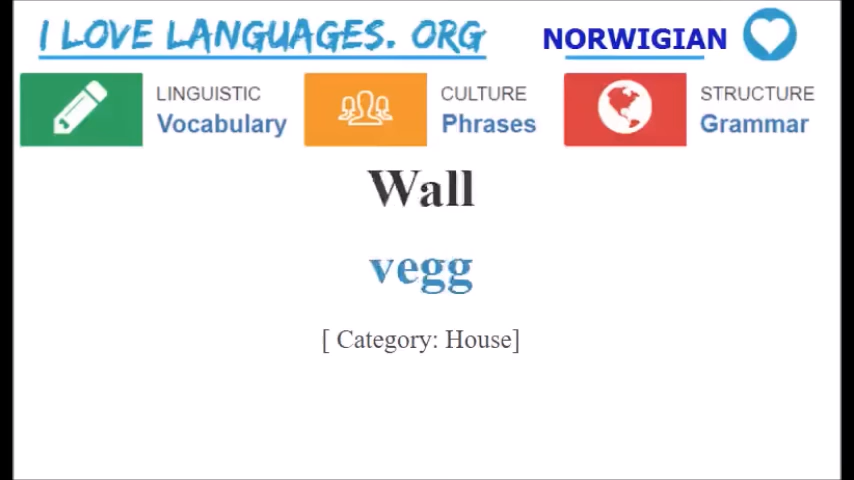 I LOVE LANGUAGES. ORG
NORWIGIAN
LINGUISTIC
Vocabulary
CULTURE
Phrases
STRUCTURE
Grammar
Wall
vegg
[ Category: House]